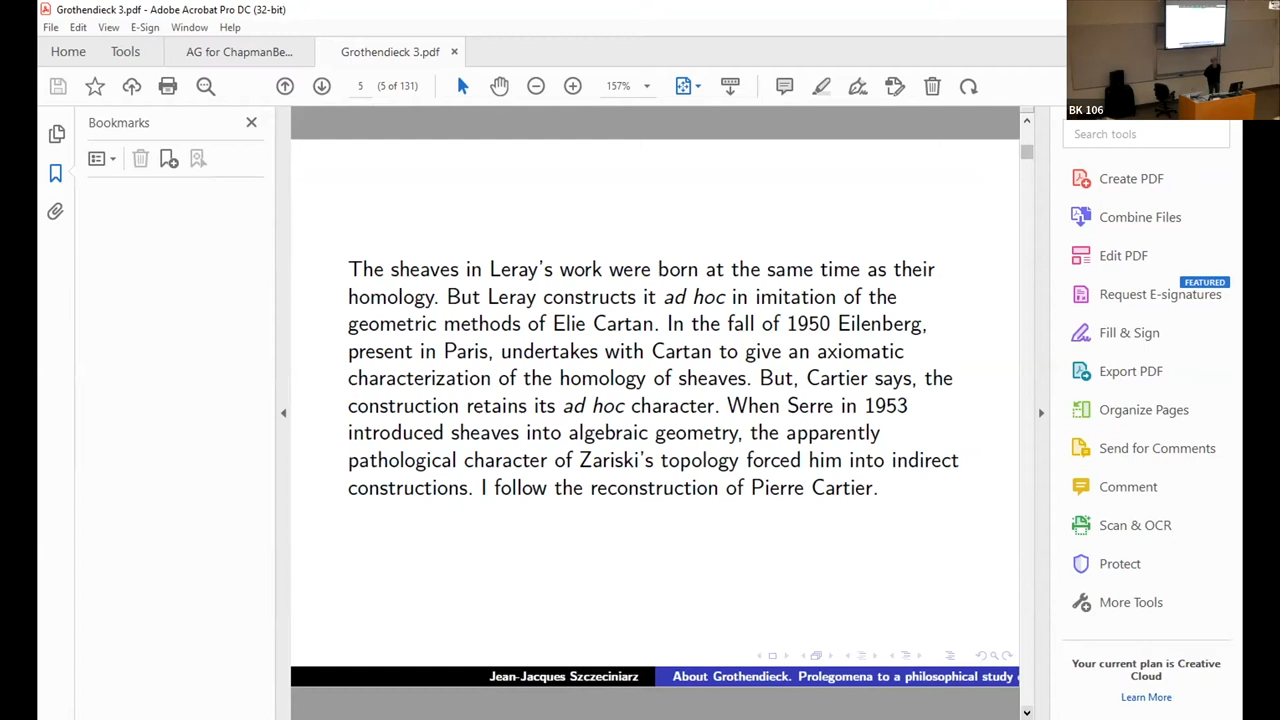 Grothendieck 3.pdf - Adobe Acrobat Pro DC (32-bit)
File Edit View E-Sign Window Help
Home Tools AG for ChapmanBe... Grothendieck 3.pdf
5 (5 of 131) 157%
BK 106
Bookmarks
Search tools
Create PDF
Combine Files
Edit PDF
FEATURED
Request E-signatures
Fill & Sign
Export PDF
Organize Pages
Send for Comments
Comment
Scan & OCR
Protect
More Tools
Your current plan is Creative
Cloud
Learn More
The sheaves in Leray's work were born at the same time as their
homology. But Leray constructs it ad hoc in imitation of the
geometric methods of Elie Cartan. In the fall of 1950 Eilenberg,
present in Paris, undertakes with Cartan to give an axiomatic
characterization of the homology of sheaves. But, Cartier says, the
construction retains its ad hoc character. When Serre in 1953
introduced sheaves into algebraic geometry, the apparently
pathological character of Zariski's topology forced him into indirect
constructions. I follow the reconstruction of Pierre Cartier.
Jean-Jacques Szczeciniarz About Grothendieck. Prolegomena to a philosophical study